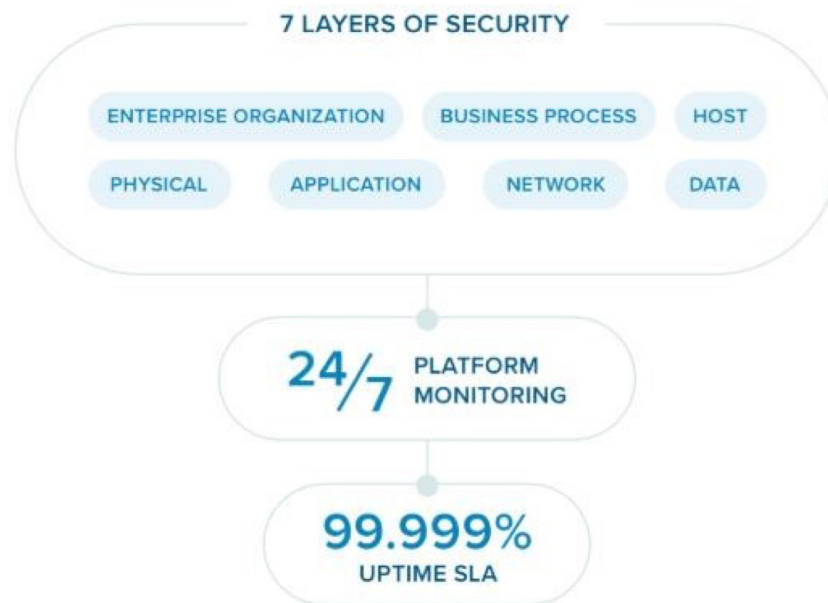 7 LAYERS OF SECURITY
ENTERPRISE ORGANIZATION BUSINESS PROCESS HOST
PHYSICAL APPLICATION NETWORK DATA
24/7 PLATFORM
MONITORING
99.999%
UPTIME SLA